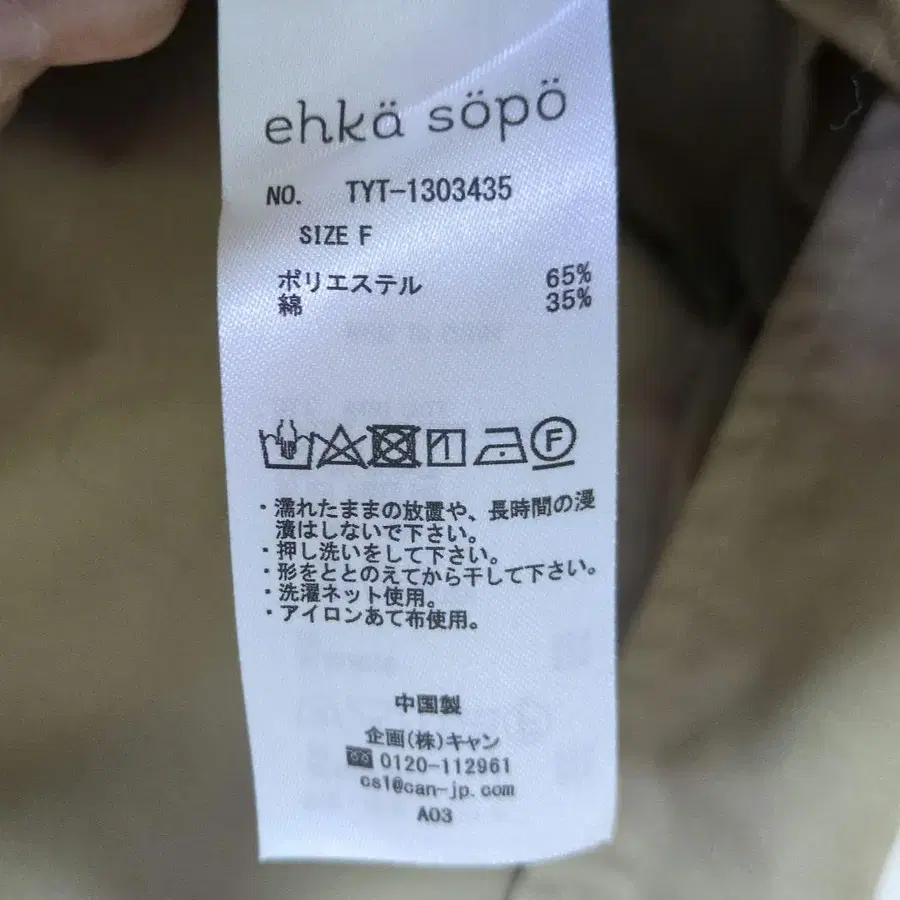 ehkä söpö
NO. TYT-1303435
SIZE F
ポリエステル 65%
綿 35%
F
・濡れたままの放置や、長時間の浸
漬はしないで下さい。
・押し洗いをして下さい。
・形をととのえてから干して下さい。
・洗濯ネット使用。
・アイロンあて布使用。
中国製
企画(株)キャン
0120-112961
cs1@can-jp.com
A03